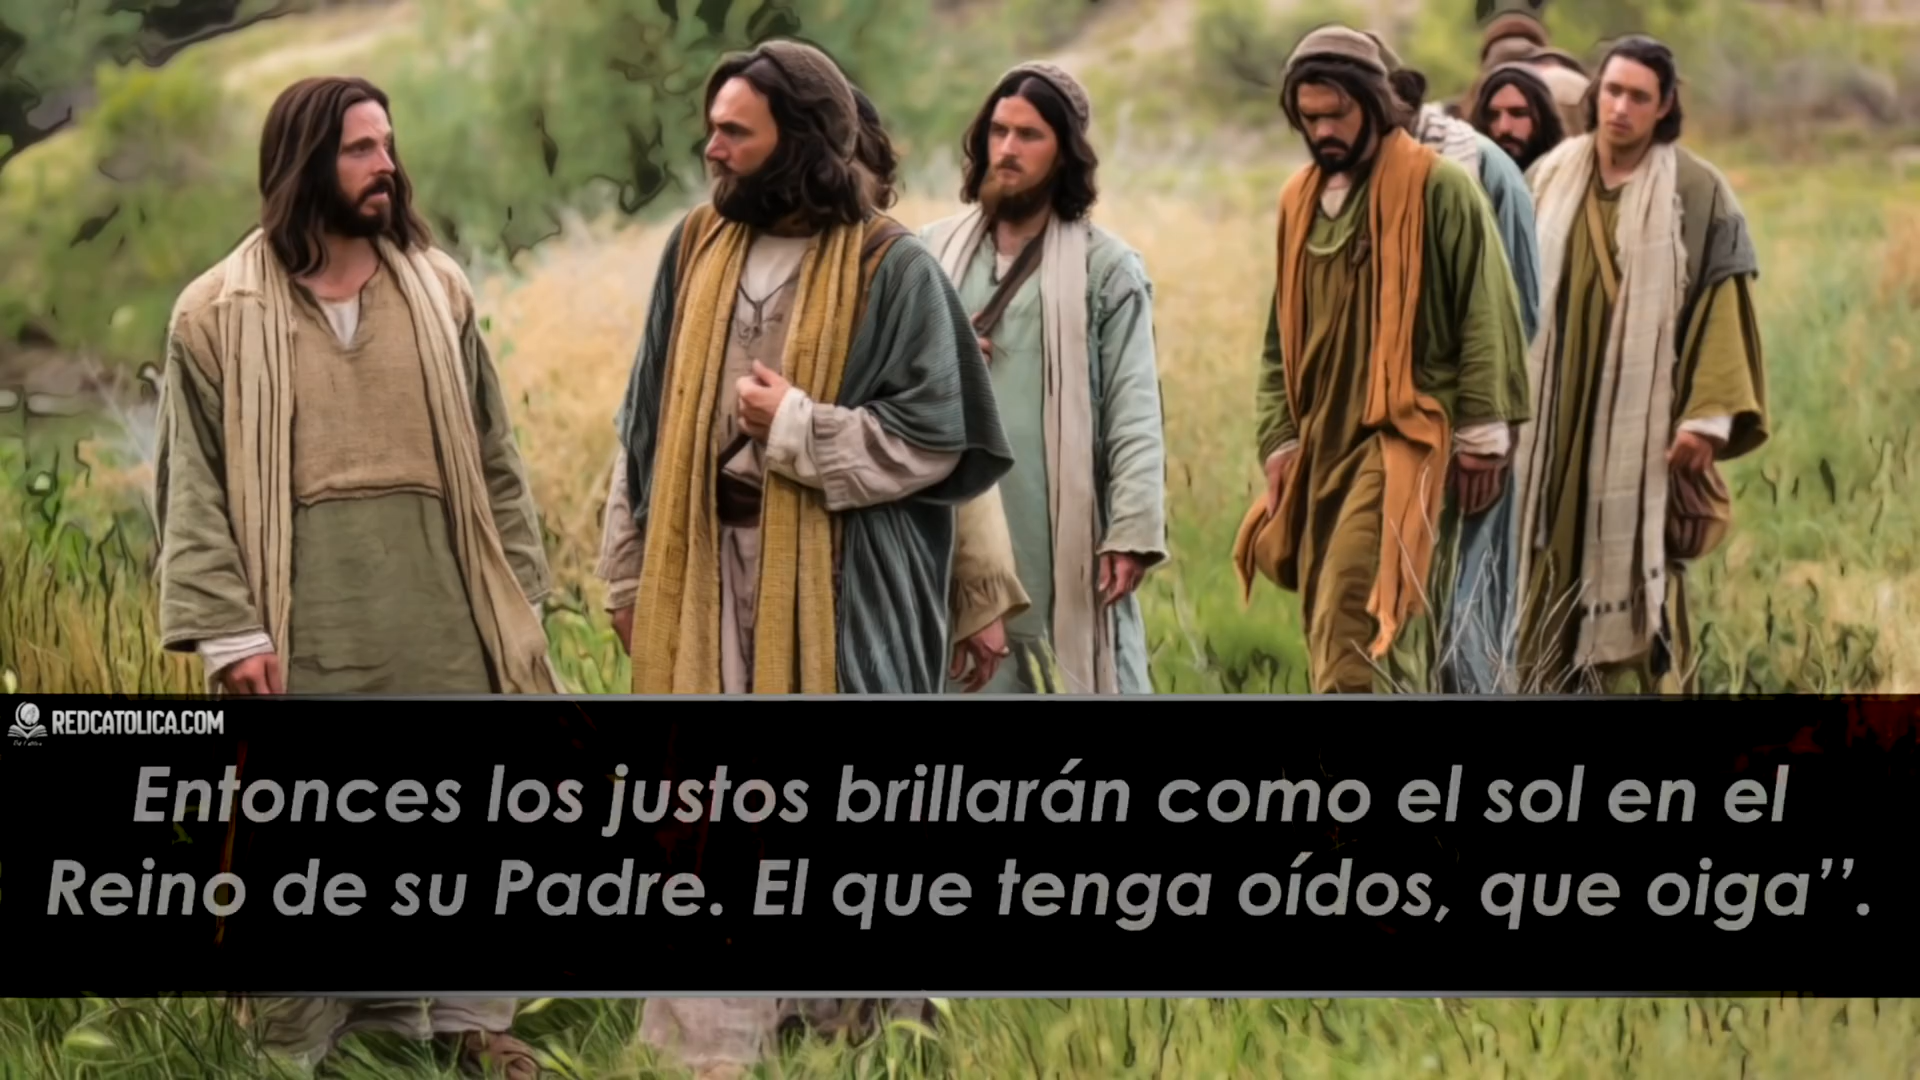 REDCATOLICA.COM
Entonces los justos brillarán como el sol en el
Reino de su Padre. El que tenga oídos, que oiga’’.